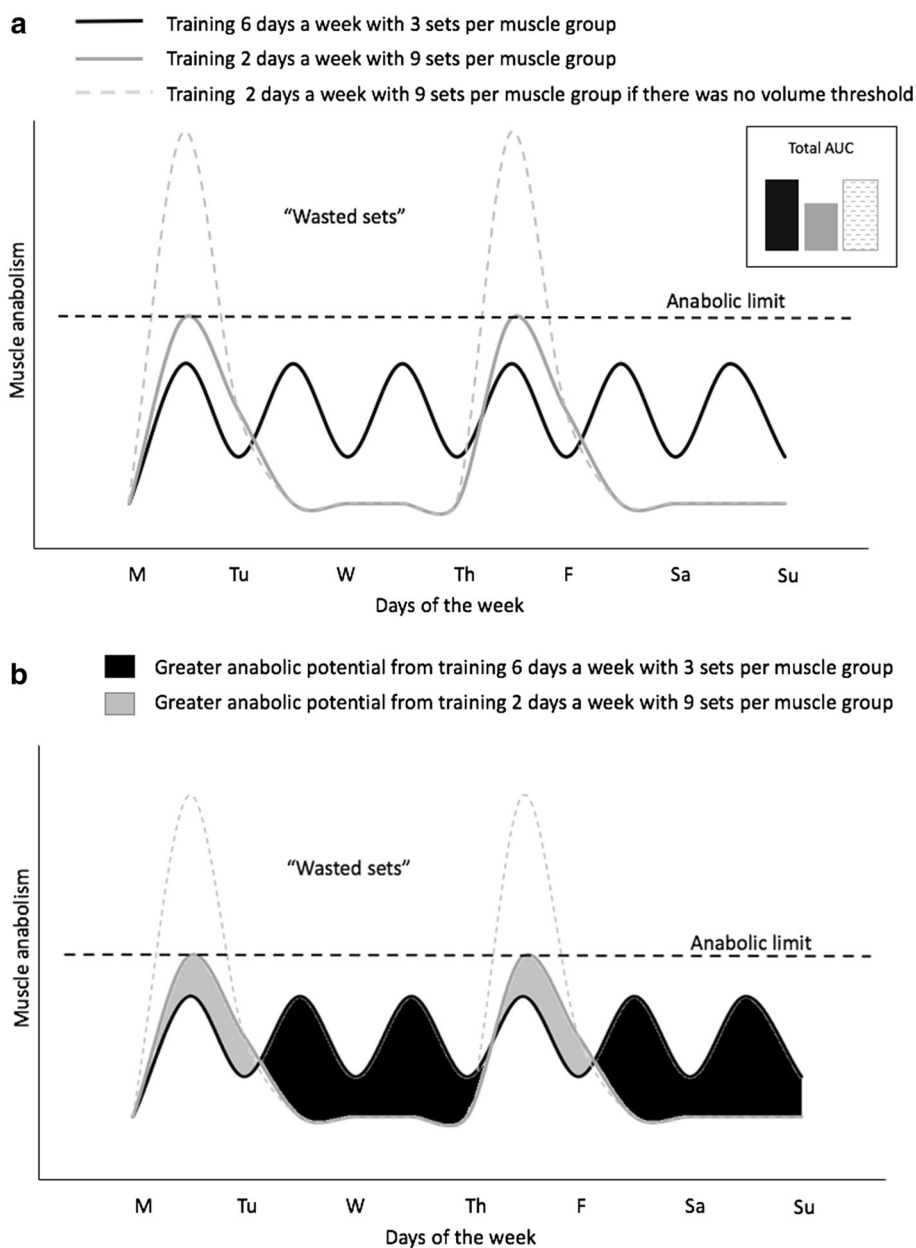 a
Training 6 days a week with 3 sets per muscle group
Training 2 days a week with 9 sets per muscle group
Training 2 days a week with 9 sets per muscle group if there was no volume threshold
Total AUC
“Wasted sets”
Anabolic limit
Muscle anabolism
M Tu W Th F Sa Su
Days of the week
b
Greater anabolic potential from training 6 days a week with 3 sets per muscle group
Greater anabolic potential from training 2 days a week with 9 sets per muscle group
“Wasted sets”
Anabolic limit
Muscle anabolism
M Tu W Th F Sa Su
Days of the week